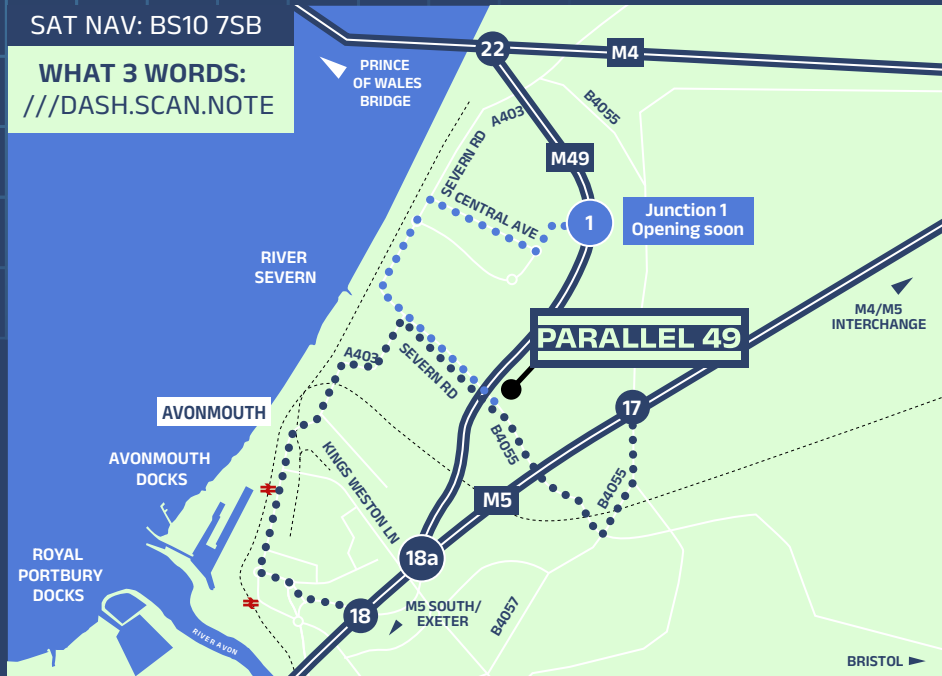 SAT NAV: BS10 7SB
WHAT 3 WORDS:
///DASH.SCAN.NOTE
PRINCE
OF WALES
BRIDGE
22
M4
A403
B4055
SEVERN RD
M49
CENTRAL AVE
1
Junction 1
Opening soon
RIVER
SEVERN
M4/M5
INTERCHANGE
PARALLEL 49
A403
SEVERN RD
17
AVONMOUTH
B4055
KINGS WESTON LN
AVONMOUTH
DOCKS
B4055
M5
18a
ROYAL
PORTBURY
DOCKS
18
M5 SOUTH/
EXETER
B4057
RIVER AVON
BRISTOL